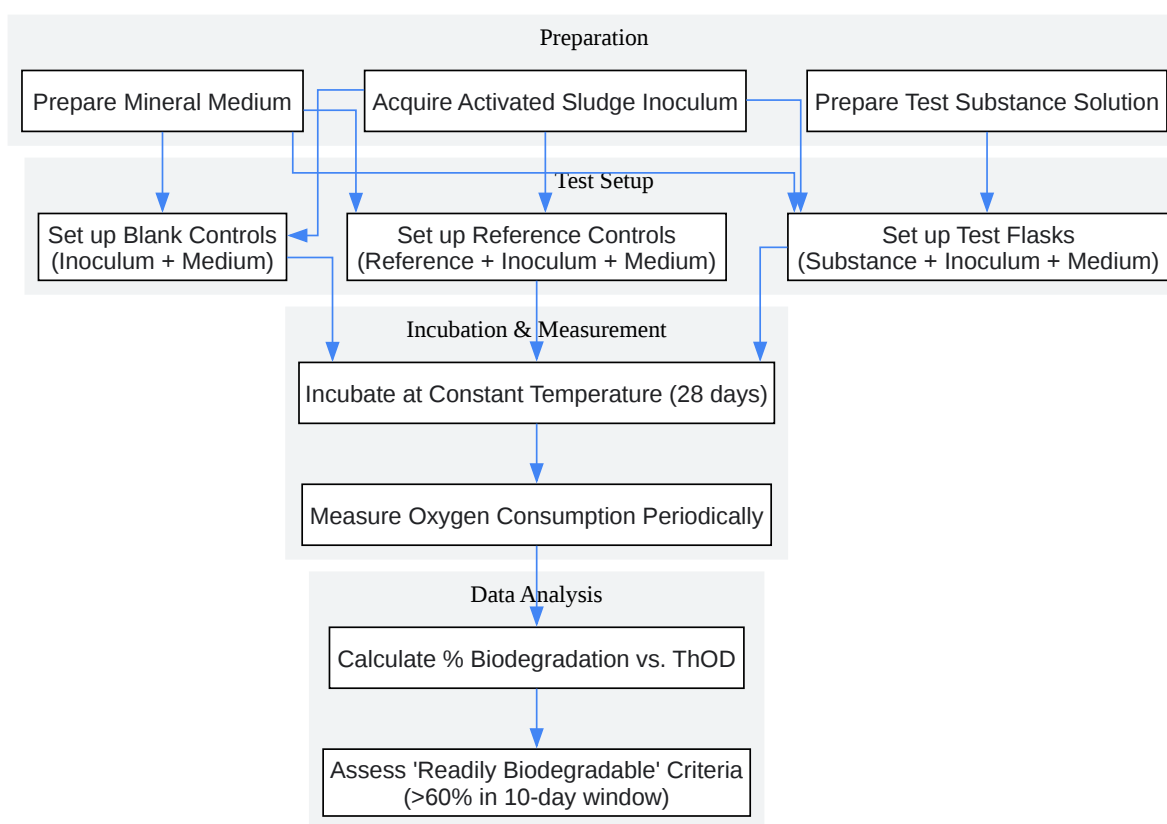 Preparation
Prepare Mineral Medium
Acquire Activated Sludge Inoculum
Prepare Test Substance Solution
Test Setup
Set up Blank Controls
(Inoculum + Medium)
Set up Reference Controls
(Reference + Inoculum + Medium)
Set up Test Flasks
(Substance + Inoculum + Medium)
Incubation & Measurement
Incubate at Constant Temperature (28 days)
Measure Oxygen Consumption Periodically
Data Analysis
Calculate % Biodegradation vs. ThOD
Assess 'Readily Biodegradable' Criteria
(>60% in 10-day window)